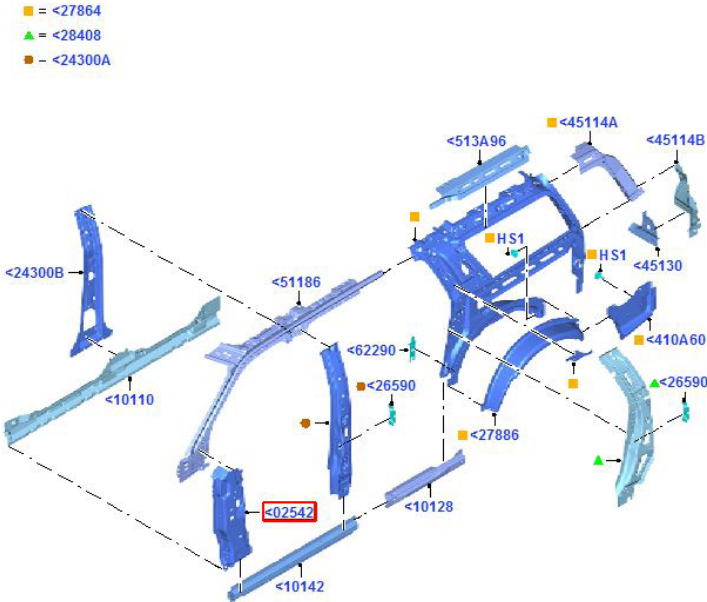 = <27864
= <28408
- <24300A
<45114A
<513A96
<45114B
HS1
<24300B
HS1
<45130
<51186
<62290
<410A60
<26590
<26590
<10110
<27886
<10128
<02542
<10142